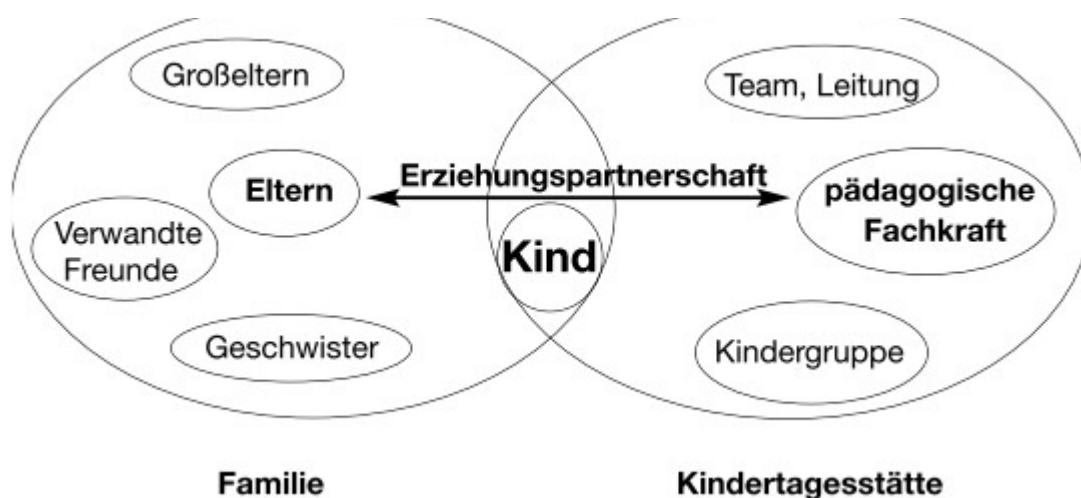 Großeltern
Team, Leitung
Erziehungspartnerschaft
Eltern
pädagogische
Fachkraft
Verwandte
Freunde
Kind
Geschwister
Kindergruppe
Familie
Kindertagesstätte